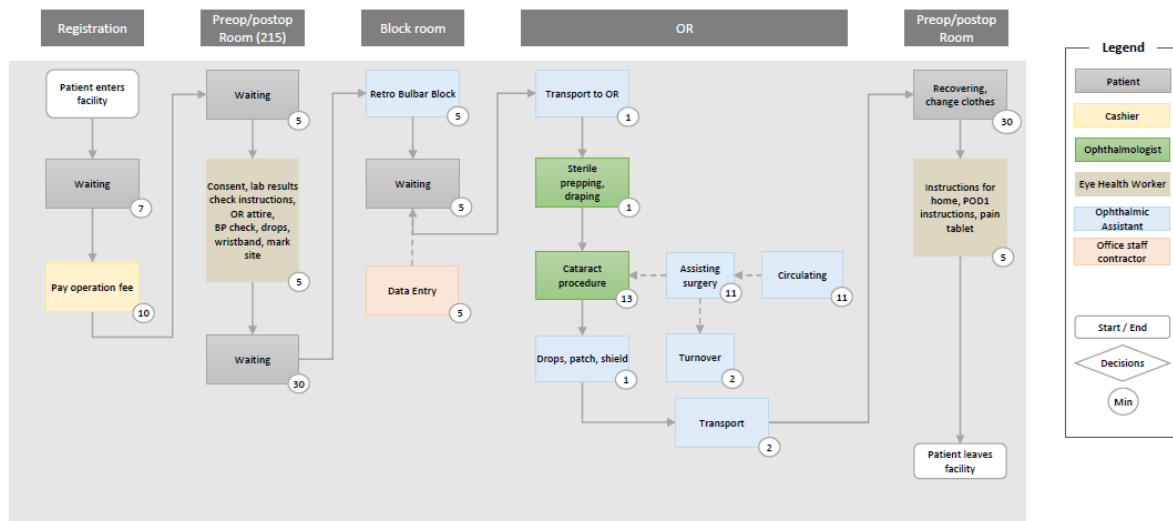 Registration
Preop/postop
Room (215)
Block room
OR
Preop/postop
Room
Patient enters
facility
Waiting
7
Pay operation fee
10
Waiting
5
Consent, lab results
check instructions,
OR attire,
BP check, drops,
wristband, mark
site
5
Waiting
30
Retro Bulbar Block
5
Waiting
5
Data Entry
5
Transport to OR
1
Sterile
prepping,
draping
1
Cataract
procedure
13
Assisting
surgery
11
Circulating
11
Drops, patch, shield
1
Turnover
2
Transport
2
Recovering,
change clothes
30
Instructions for
home, POD1
instructions, pain
tablet
5
Patient leaves
facility
Legend
Patient
Cashier
Ophthalmologist
Eye Health Worker
Ophthalmic
Assistant
Office staff
contractor
Start / End
Decisions
Min